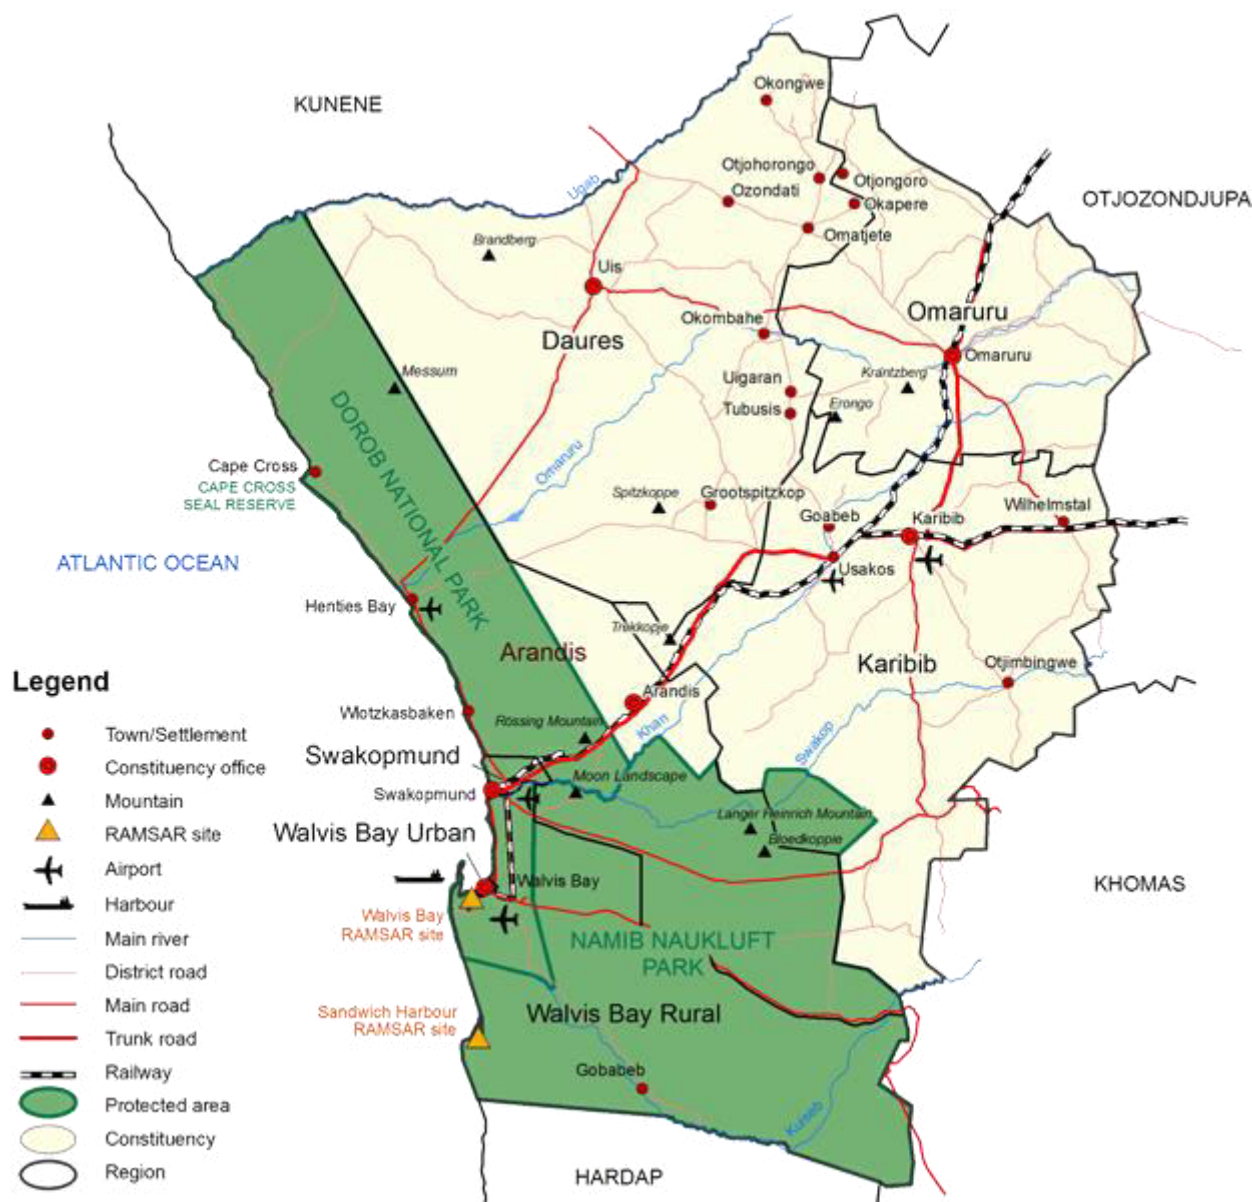 KUNENE
Okongwe
Otjohorongo
Otjongoro
Ozondati
Okapere
OTJOZONDJUPA
Omatjete
Ugab
Brandberg
Uis
Omaruru
Okombahe
Daures
Omaruru
Messum
Uigaran
Krantzberg
Tubusis
Erongo
DOROB NATIONAL PARK
Omaruru
Cape Cross
CAPE CROSS
SEAL RESERVE
Spitzkoppe
Grootspitzkop
Goabeb
Karibib
Wilhelmstal
ATLANTIC OCEAN
Usakos
Henties Bay
Trekkopje
Arandis
Karibib
Otjimbingwe
Arandis
Wlotzkasbaken
Rössing Mountain
Khan
Swakop
Swakopmund
Moon Landscape
Swakopmund
Langer Heinrich Mountain
Walvis Bay Urban
Bloedkoppie
Walvis Bay
KHOMAS
Walvis Bay
RAMSAR site
NAMIB NAUKLUFT
PARK
Sandwich Harbour
RAMSAR site
Walvis Bay Rural
Gobabeb
Kuiseb
HARDAP
Legend
Town/Settlement
Constituency office
Mountain
RAMSAR site
Airport
Harbour
Main river
District road
Main road
Trunk road
Railway
Protected area
Constituency
Region